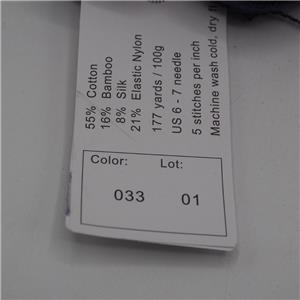 55% Cotton
16% Bamboo
8% Silk
21% Elastic Nylon
177 yards / 100g
US 6 - 7 needle
5 stitches per inch
Machine wash cold, dry fl
Color: Lot:
033 01